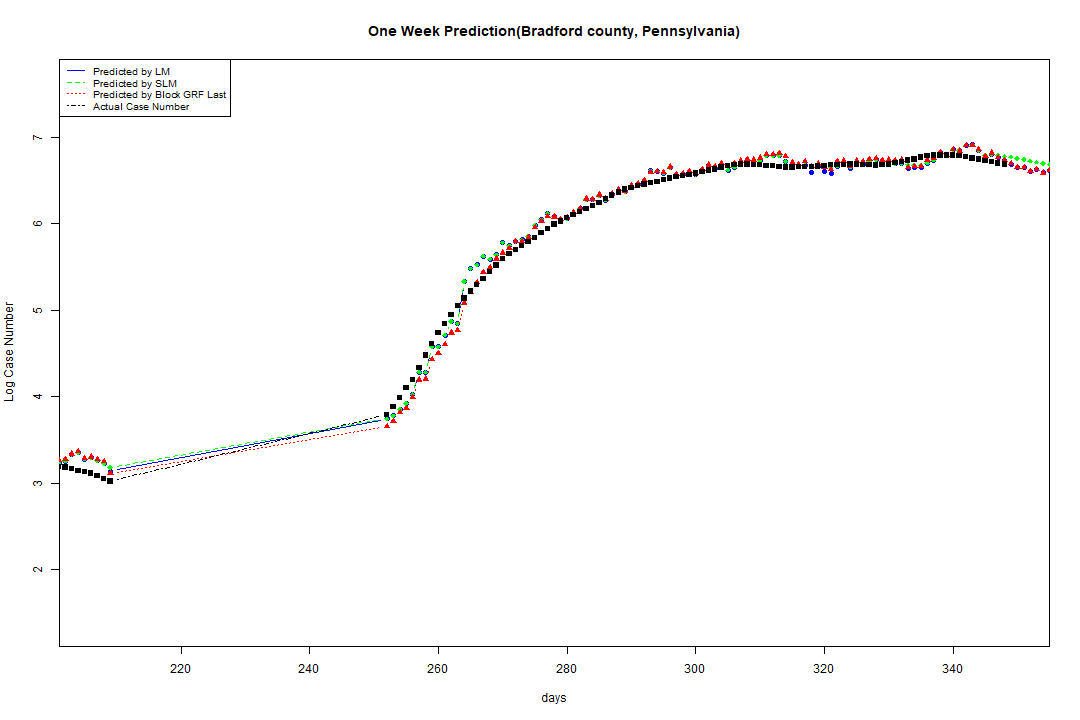 One Week Prediction(Bradford county, Pennsylvania)
Predicted by LM
Predicted by SLM
Predicted by Block GRF Last
Actual Case Number
7
6
5
4
3
2
Log Case Number
220 240 260 280 300 320 340
days